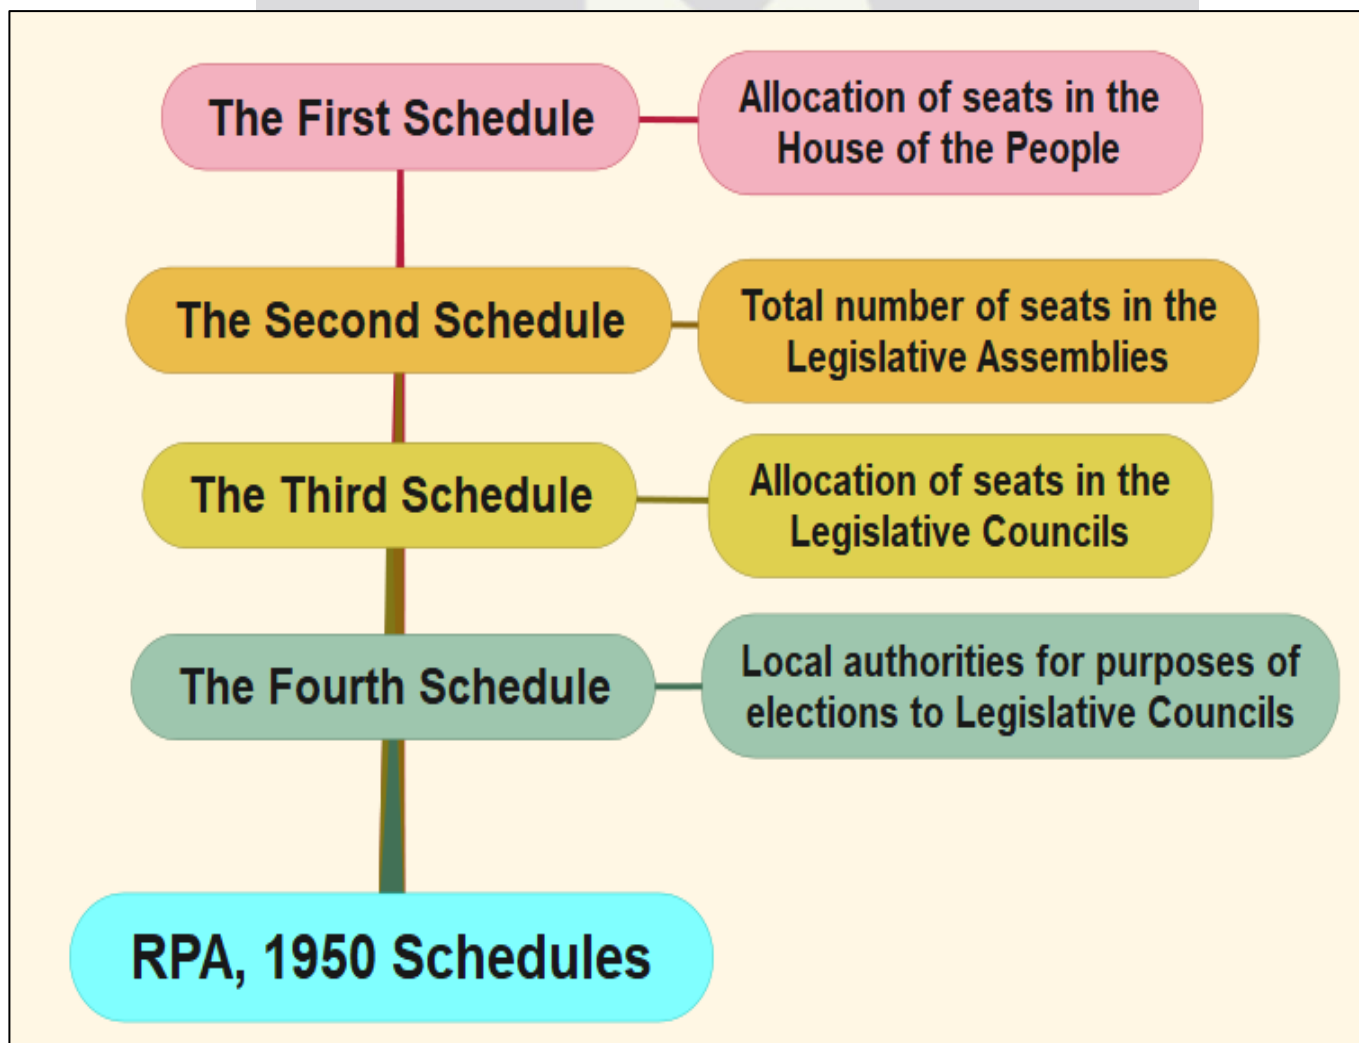 The First Schedule
Allocation of seats in the
House of the People
The Second Schedule
Total number of seats in the
Legislative Assemblies
The Third Schedule
Allocation of seats in the
Legislative Councils
The Fourth Schedule
Local authorities for purposes of
elections to Legislative Councils
RPA, 1950 Schedules